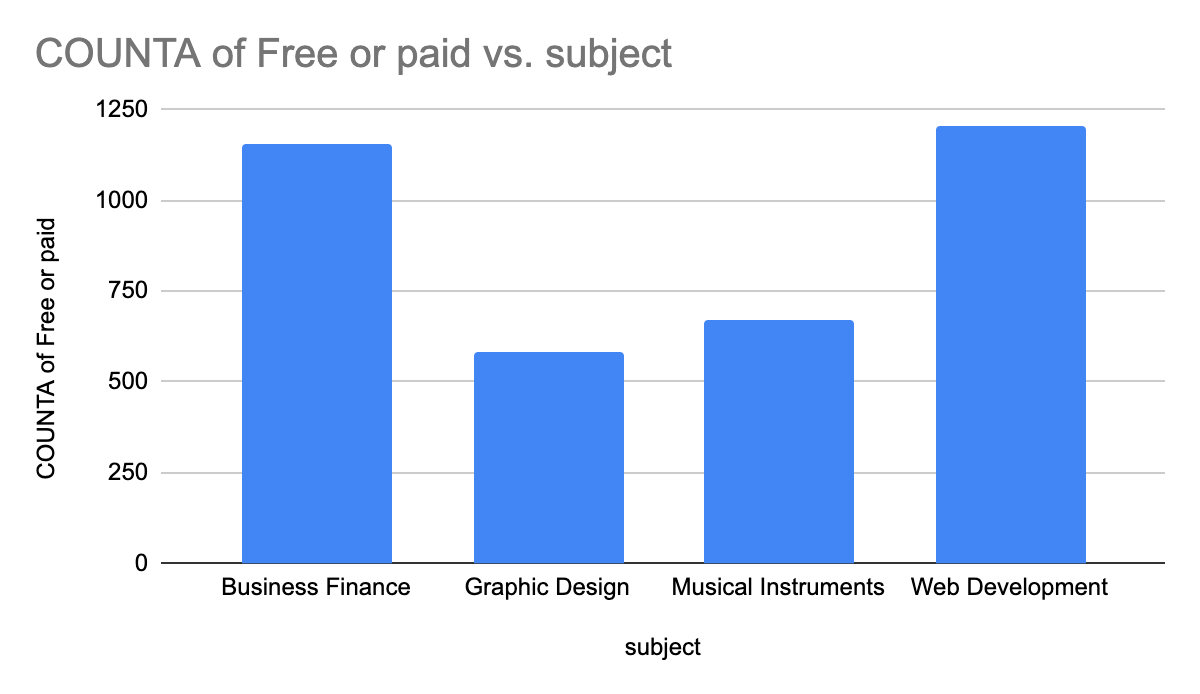 COUNTA of Free or paid vs. subject
COUNTA of Free or paid
1250
1000
750
500
250
0
Business Finance
Graphic Design
Musical Instruments
Web Development
subject